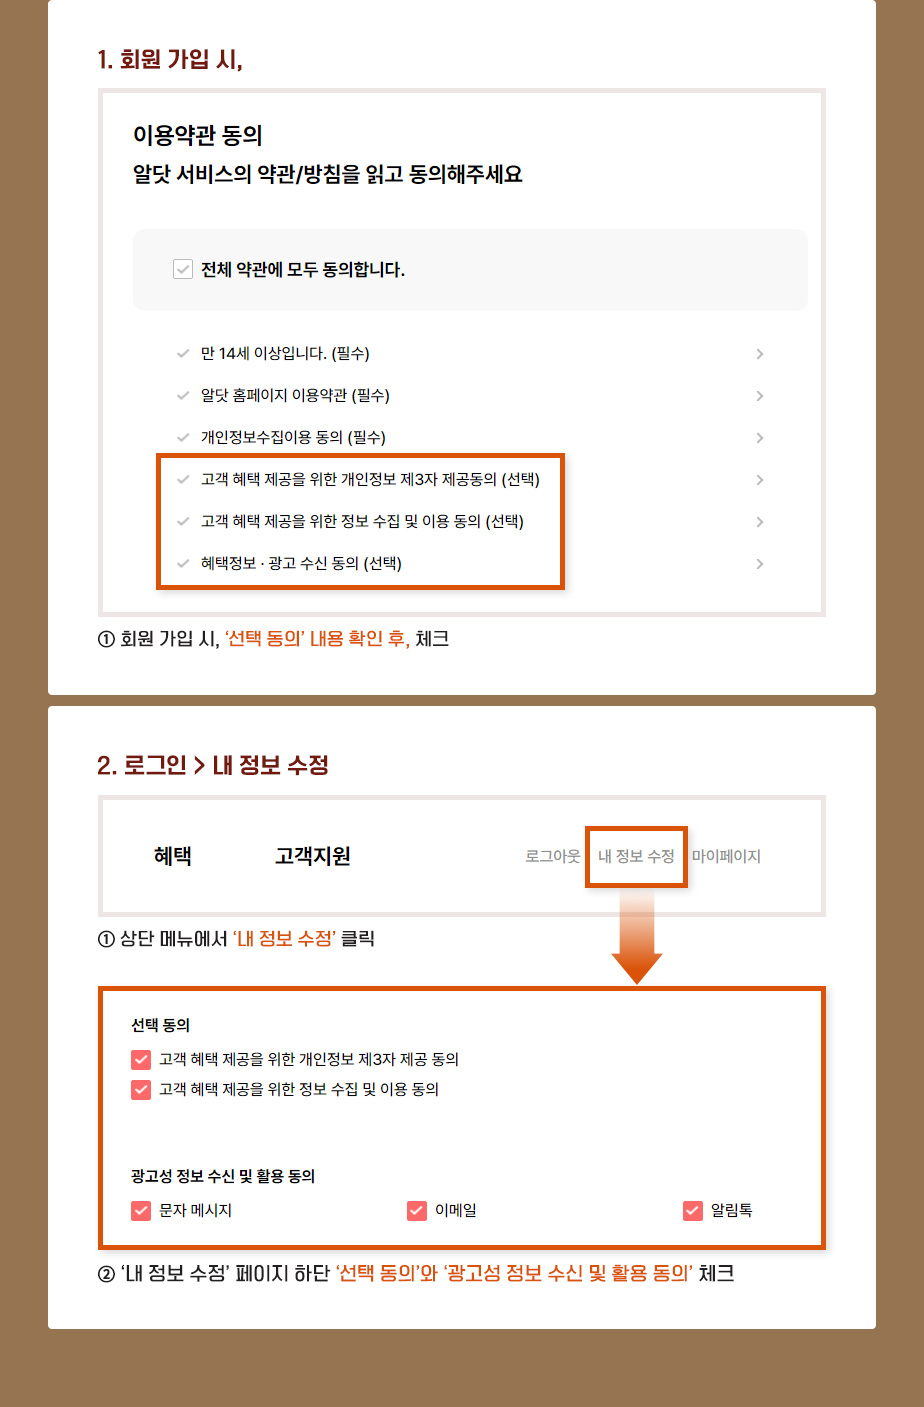 1. 회원 가입 시,
이용약관 동의
알닷 서비스의 약관/방침을 읽고 동의해주세요
전체 약관에 모두 동의합니다.
만 14세 이상입니다. (필수)
알닷 홈페이지 이용약관 (필수)
개인정보수집이용 동의 (필수)
고객 혜택 제공을 위한 개인정보 제3자 제공동의 (선택)
고객 혜택 제공을 위한 정보 수집 및 이용 동의 (선택)
혜택정보 · 광고 수신 동의 (선택)
① 회원 가입 시, ‘선택 동의’ 내용 확인 후, 체크
2. 로그인 > 내 정보 수정
혜택 고객지원 로그아웃 내 정보 수정 마이페이지
① 상단 메뉴에서 ‘내 정보 수정’ 클릭
선택 동의
고객 혜택 제공을 위한 개인정보 제3자 제공 동의
고객 혜택 제공을 위한 정보 수집 및 이용 동의
광고성 정보 수신 및 활용 동의
문자 메시지 이메일 알림톡
② ‘내 정보 수정’ 페이지 하단 ‘선택 동의’와 ‘광고성 정보 수신 및 활용 동의’ 체크